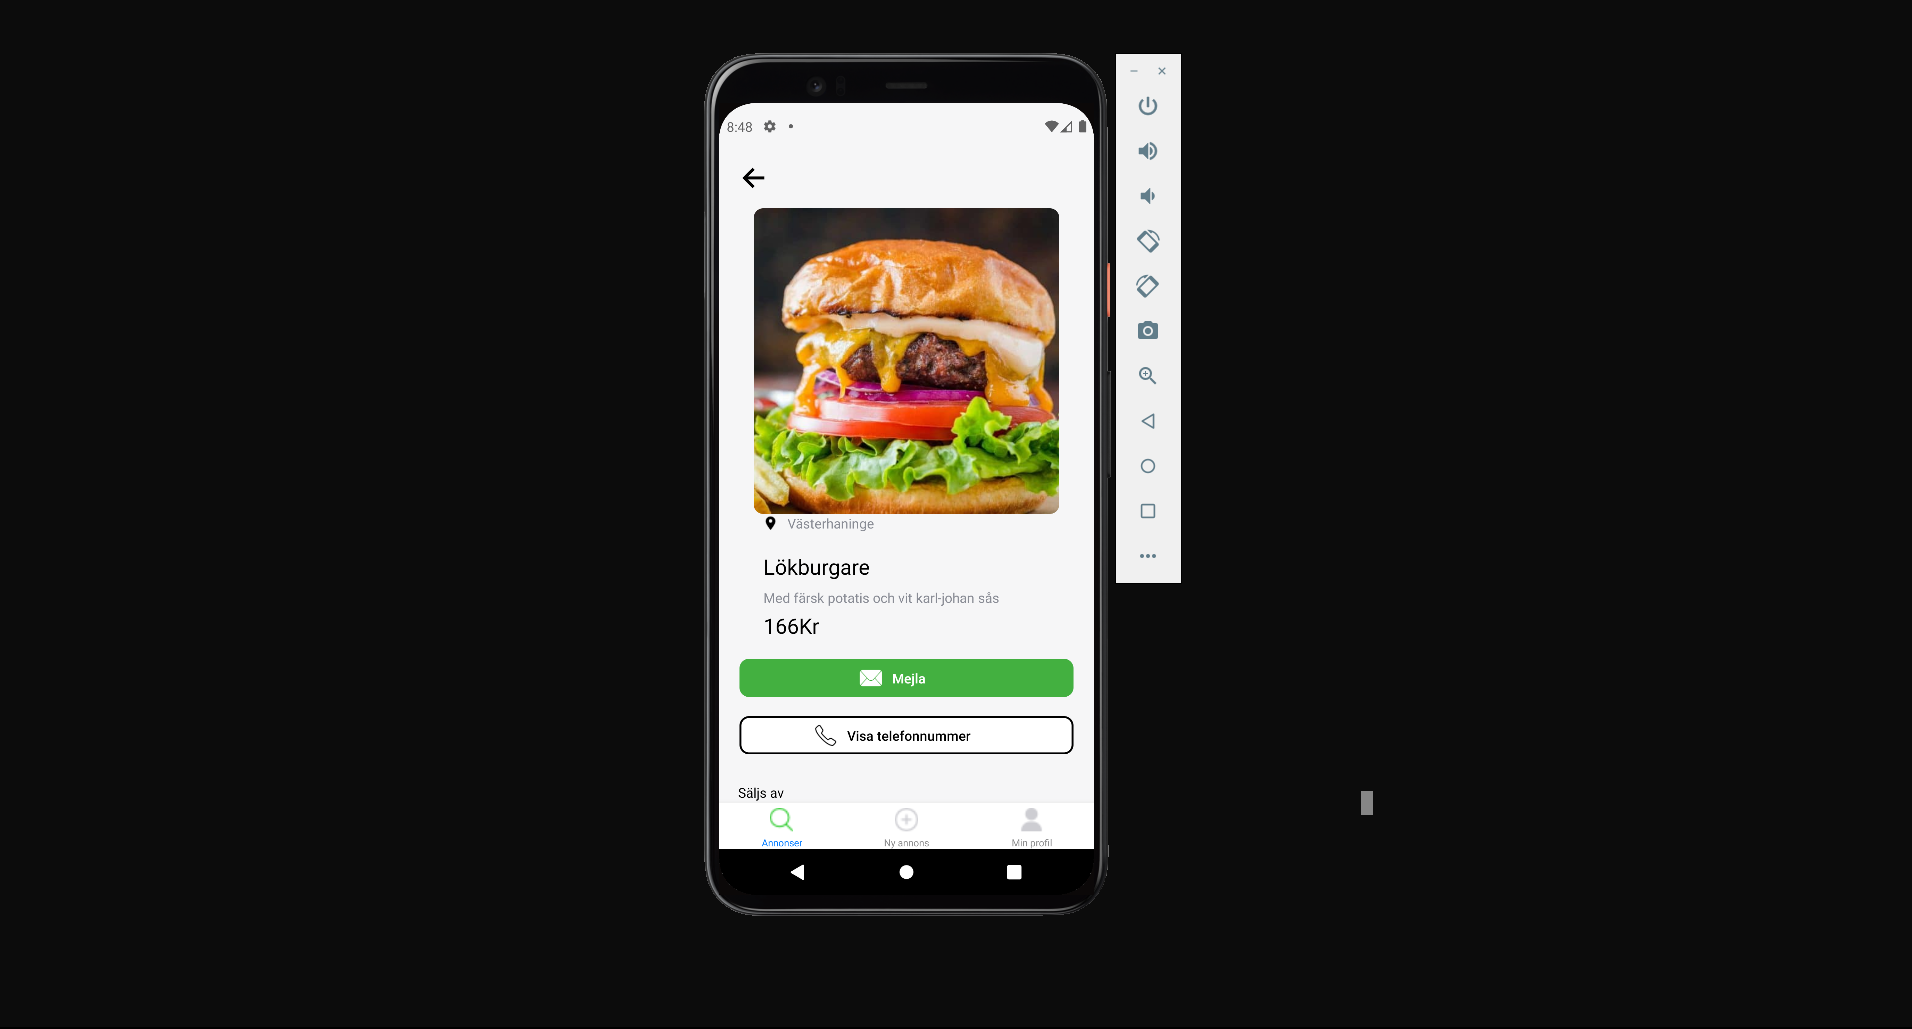 8:48
Västerhaninge
Lökburgare
Med färsk potatis och vit karl-johan sås
166Kr
Mejla
Visa telefonnummer
Säljs av
Annonser
Ny annons
Min profil